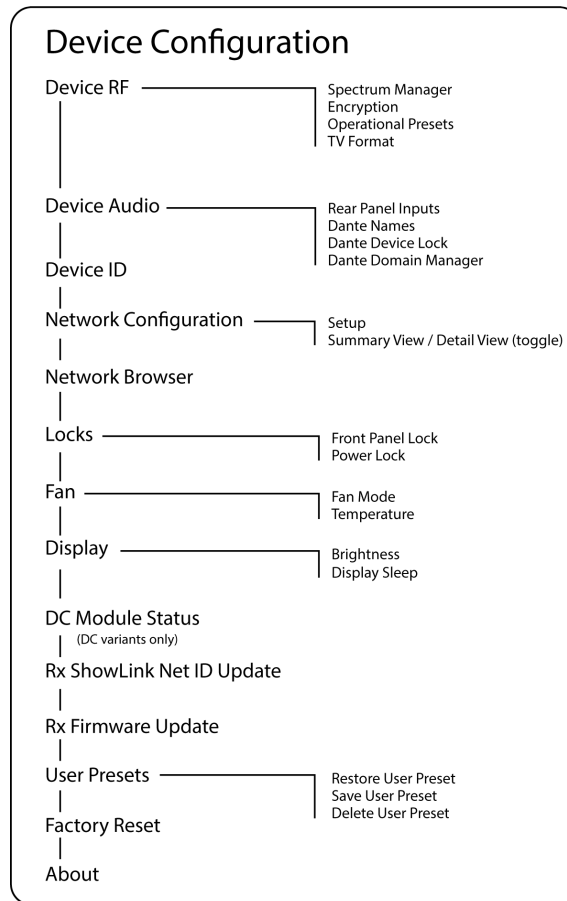 Device Configuration
Device RF
Spectrum Manager
Encryption
Operational Presets
TV Format
Device Audio
Rear Panel Inputs
Dante Names
Dante Device Lock
Dante Domain Manager
Device ID
Network Configuration
Setup
Summary View / Detail View (toggle)
Network Browser
Locks
Front Panel Lock
Power Lock
Fan
Fan Mode
Temperature
Display
Brightness
Display Sleep
DC Module Status
(DC variants only)
Rx ShowLink Net ID Update
Rx Firmware Update
User Presets
Restore User Preset
Save User Preset
Delete User Preset
Factory Reset
About